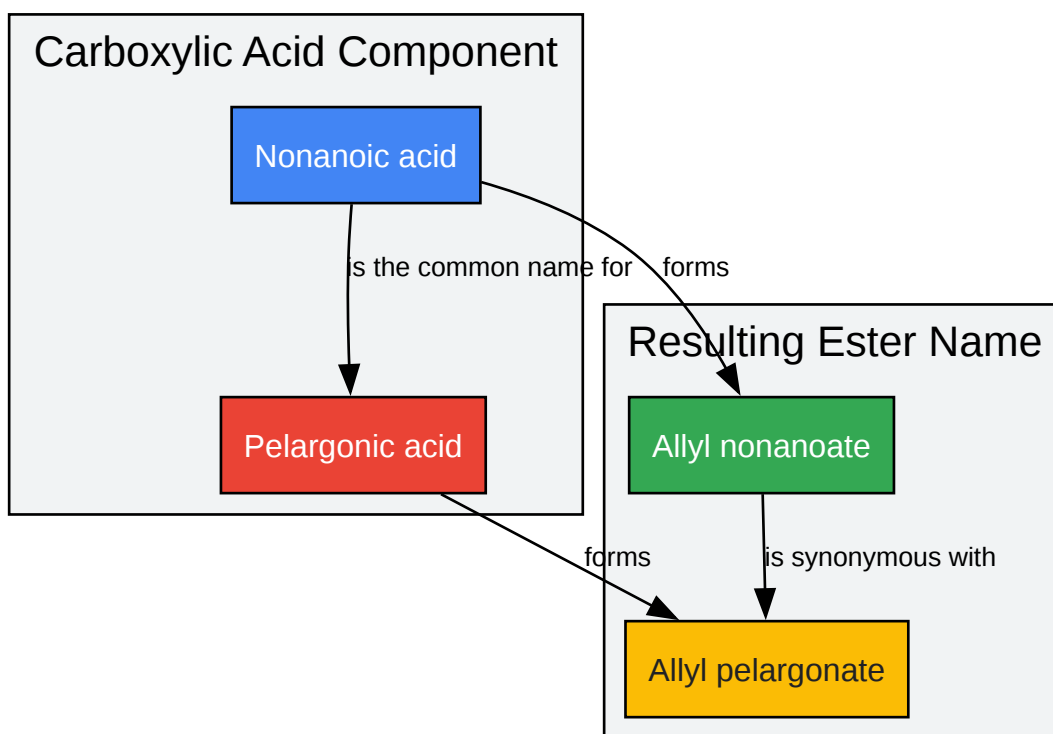 Carboxylic Acid Component
Nonanoic acid
is the common name for
forms
Resulting Ester Name
Pelargonic acid
Allyl nonanoate
forms
is synonymous with
Allyl pelargonate